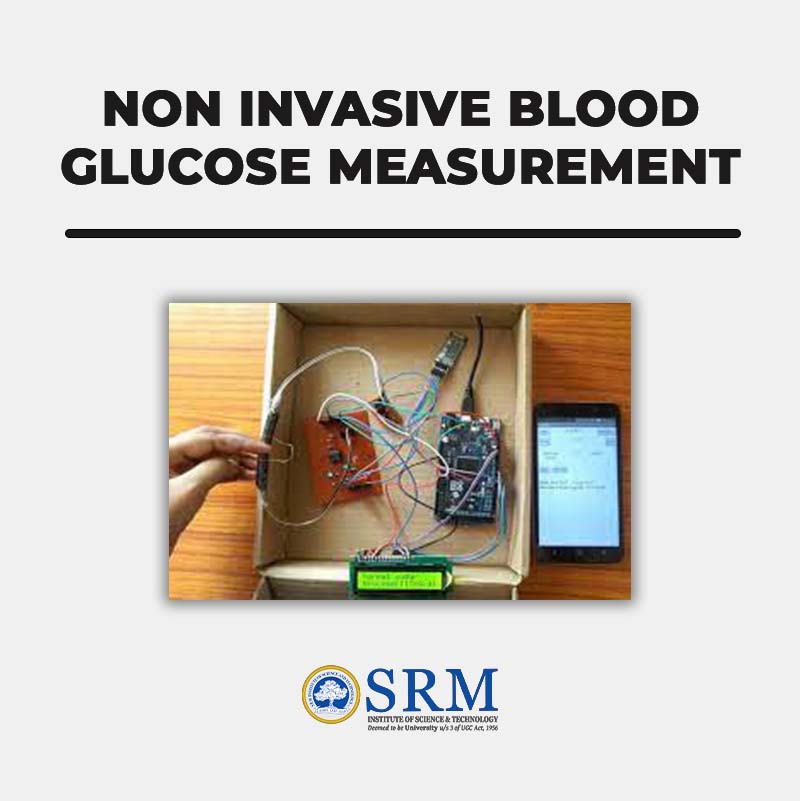 NON INVASIVE BLOOD
GLUCOSE MEASUREMENT
SRM
INSTITUTE OF SCIENCE & TECHNOLOGY
Deemed to be University u/s 3 of UGC Act, 1956